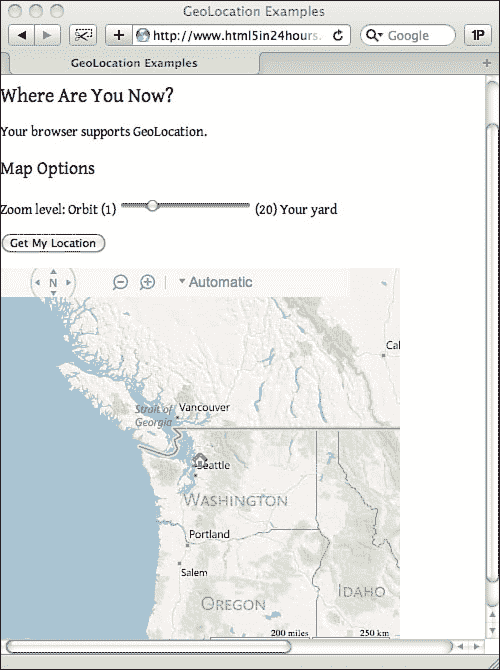 GeoLocation Examples
http://www.html5in24hours. Google 1P
GeoLocation Examples
Where Are You Now?
Your browser supports GeoLocation.
Map Options
Zoom level: Orbit (1) (20) Your yard
Get My Location
N Automatic
Cal
Strait of
Georgia
Vancouver
Seattle
WASHINGTON
Portland
Salem
IDAHO
OREGON
200 miles 250 km